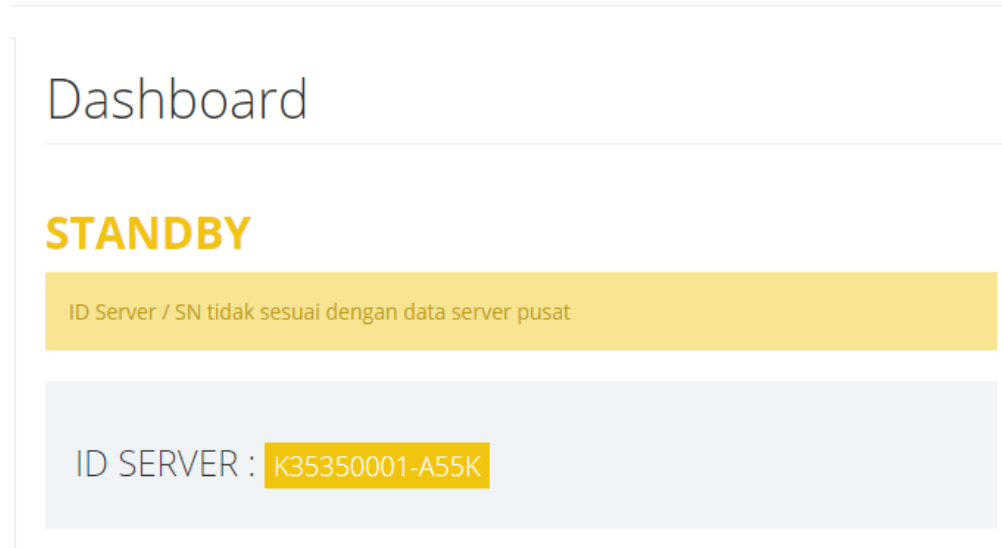 Dashboard
STANDBY
ID Server / SN tidak sesuai dengan data server pusat
ID SERVER : K35350001-A55K